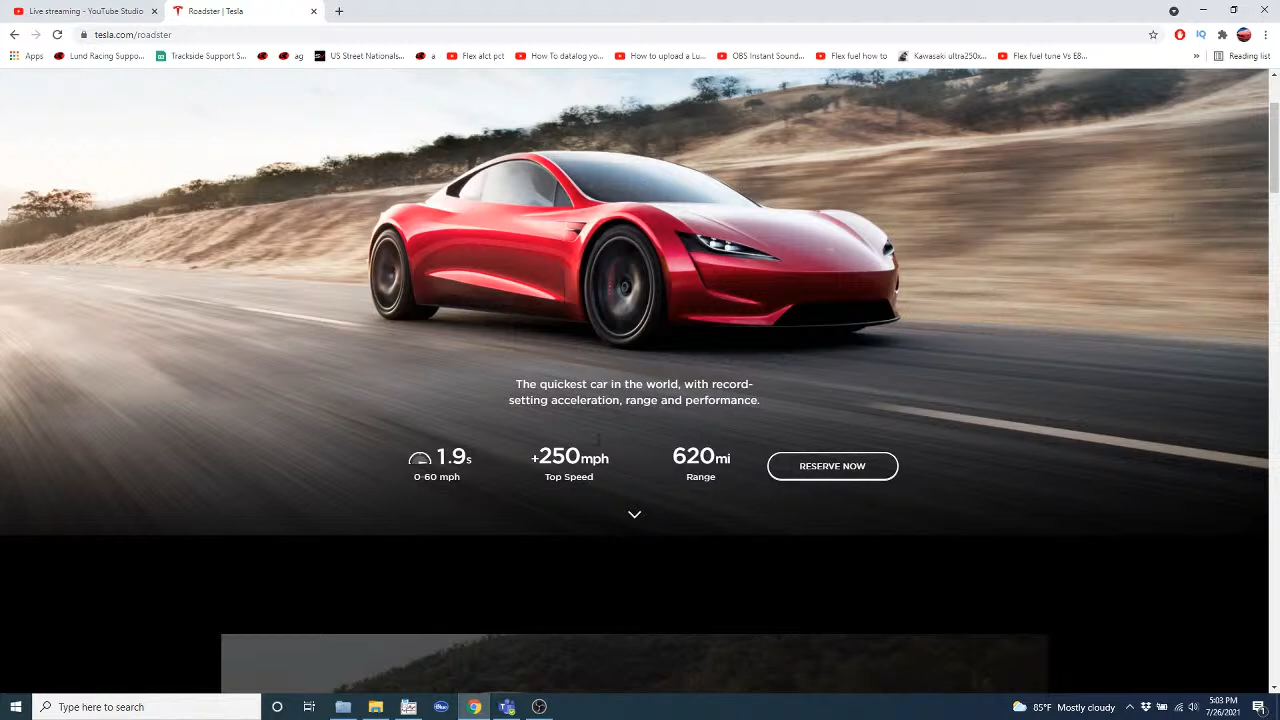 Live streaming - YouTube Studio
Roadster | Tesla
tesla.com/roadster
IQ
Apps
Lund Racing Suppo...
Trackside Support S...
US Street Nationals...
a
Flex alct pct
How To datalog yo...
How to upload a Lu...
OBS Instant Sound...
Flex fuel how to
Kawasaki ultra250x...
Flex fuel tune Vs E8...
»
Reading list
The quickest car in the world, with record-
setting acceleration, range and performance.
1.9s
0-60 mph
+250mph
Top Speed
620mi
Range
RESERVE NOW
Type here to search
85°F Mostly cloudy
5:03 PM
7/26/2021